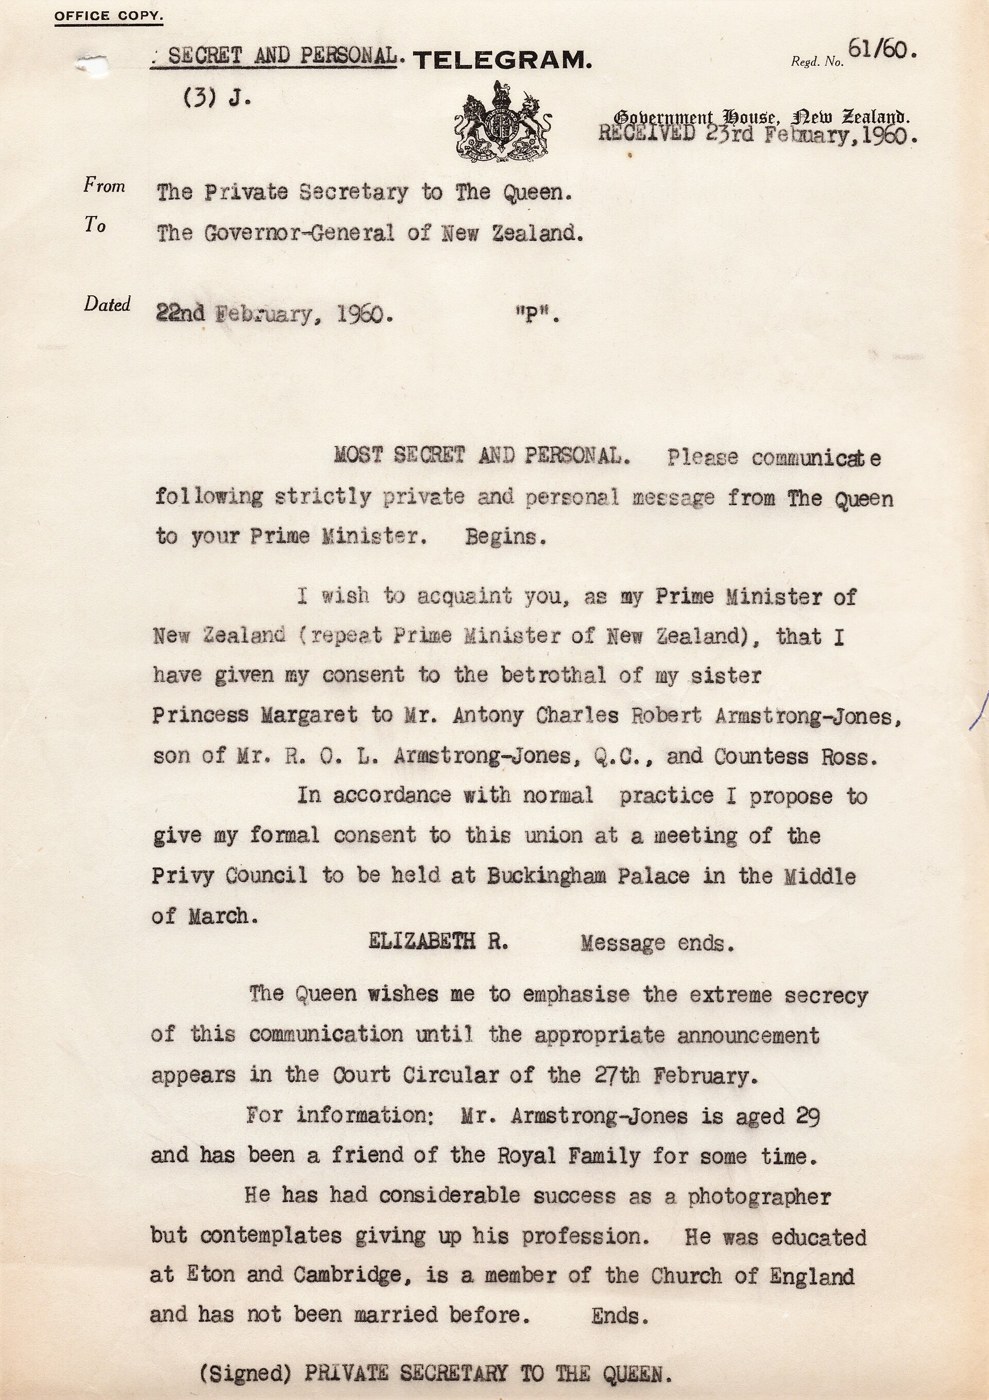 OFFICE COPY.
: SECRET AND PERSONAL. TELEGRAM.
Regd. No. 61/60.
(3) J.
Government House, New Zealand.
RECEIVED 23rd Febuary, 1960.
From The Private Secretary to The Queen.
To The Governor-General of New Zealand.
Dated 22nd February, 1960. "P".
MOST SECRET AND PERSONAL. Please communicate
following strictly private and personal message from The Queen
to your Prime Minister. Begins.
I wish to acquaint you, as my Prime Minister of
New Zealand (repeat Prime Minister of New Zealand), that I
have given my consent to the betrothal of my sister
Princess Margaret to Mr. Antony Charles Robert Armstrong-Jones,
son of Mr. R. O. L. Armstrong-Jones, Q.C., and Countess Ross.
In accordance with normal practice I propose to
give my formal consent to this union at a meeting of the
Privy Council to be held at Buckingham Palace in the Middle
of March.
ELIZABETH R. Message ends.
The Queen wishes me to emphasise the extreme secrecy
of this communication until the appropriate announcement
appears in the Court Circular of the 27th February.
For information: Mr. Armstrong-Jones is aged 29
and has been a friend of the Royal Family for some time.
He has had considerable success as a photographer
but contemplates giving up his profession. He was educated
at Eton and Cambridge, is a member of the Church of England
and has not been married before. Ends.
(Signed) PRIVATE SECRETARY TO THE QUEEN.